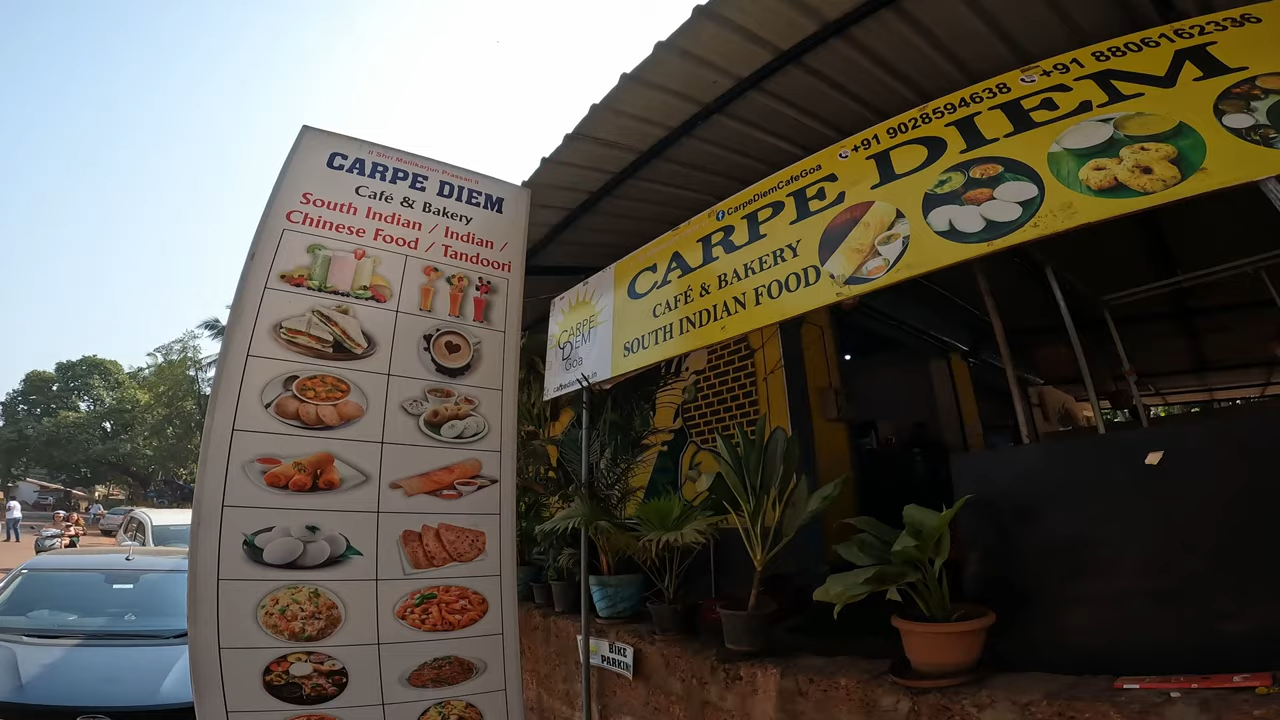 ॥ Shri Mallikarjun Prassan ॥
CARPE DIEM
Café & Bakery
South Indian / Indian /
Chinese Food / Tandoori
CarpeDiemCafeGoa +91 9028594638 +91 8806162336
CARPE DIEM
CAFÉ & BAKERY
SOUTH INDIAN FOOD
CARPE
DIEM
Goa
BIKE
PARKING